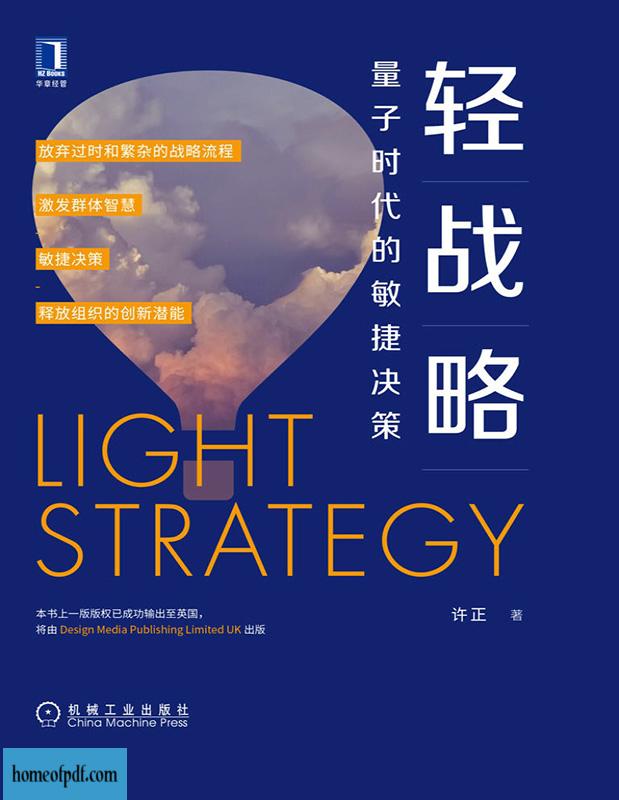 HZ Books
华章经管
轻战略
量子时代的敏捷决策
放弃过时和繁杂的战略流程
激发群体智慧
敏捷决策
释放组织的创新潜能
LIGHT
STRATEGY
本书上一版版权已成功输出至英国，
将由 Design Media Publishing Limited UK 出版
许正 著
机械工业出版社
China Machine Press
homeofpdf.com